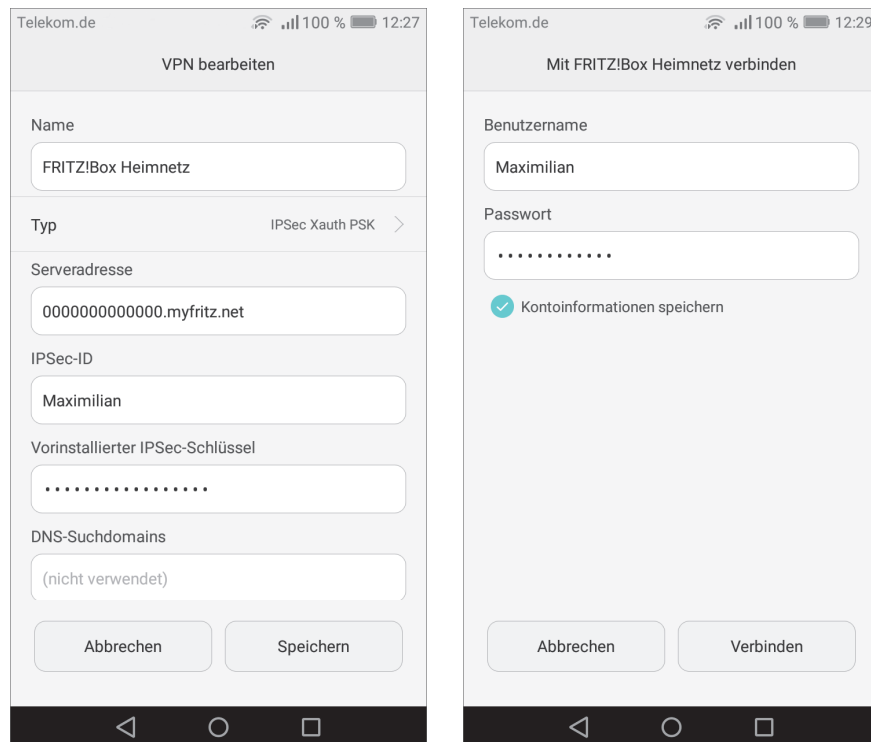 Telekom.de 100 % 12:27
VPN bearbeiten
Name
FRITZ!Box Heimnetz
Typ IPSec Xauth PSK
Serveradresse
0000000000000.myfritz.net
IPSec-ID
Maximilian
Vorinstallierter IPSec-Schlüssel
•••••••••••••••••
DNS-Suchdomains
(nicht verwendet)
Abbrechen Speichern
Telekom.de 100 % 12:29
Mit FRITZ!Box Heimnetz verbinden
Benutzername
Maximilian
Passwort
••••••••••••
Kontoinformationen speichern
Abbrechen Verbinden